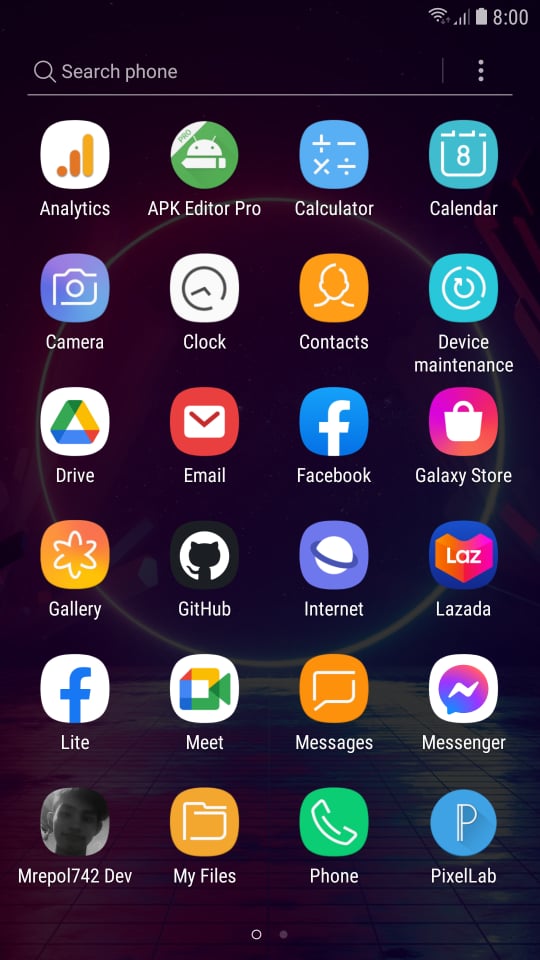 8:00
Search phone
PRO
8
Analytics
APK Editor Pro
Calculator
Calendar
Camera
Clock
Contacts
Device
maintenance
Drive
Email
Facebook
Galaxy Store
Laz
Gallery
GitHub
Internet
Lazada
Lite
Meet
Messages
Messenger
P
Mrepol742 Dev
My Files
Phone
PixelLab